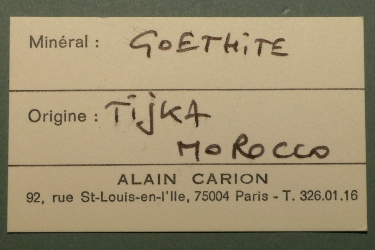 Minéral : GOETHITE
Origine : TIJKA
MOROCCO
ALAIN CARION
92, rue St-Louis-en-l'Ile, 75004 Paris - T. 326.01.16